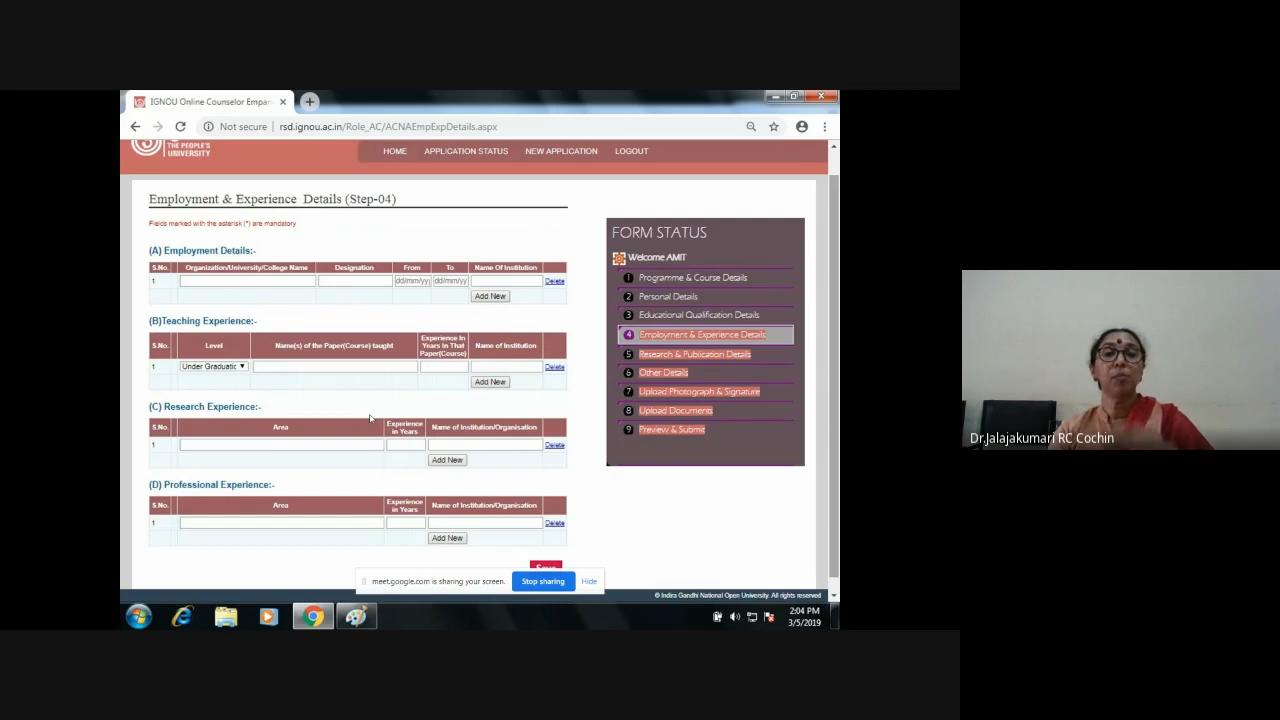 IGNOU Online Counselor Empan
Not secure | rsd.ignou.ac.in/Role_AC/ACNAEmpExpDetails.aspx
THE PEOPLE'S
UNIVERSITY
HOME APPLICATION STATUS NEW APPLICATION LOGOUT
Employment & Experience Details (Step-04)
Fields marked with the asterisk (*) are mandatory
(A) Employment Details:-
S.No. Organization/University/College Name Designation From To Name Of Institution
1 dd/mm/yy dd/mm/yy Delete
Add New
(B)Teaching Experience:-
S.No. Level Name(s) of the Paper(Course) taught Experience In Years In That Paper(Course) Name of Institution
1 Under Graduatic Delete
Add New
(C) Research Experience:-
S.No. Area Experience in Years Name of Institution/Organisation
1 Delete
Add New
(D) Professional Experience:-
S.No. Area Experience in Years Name of Institution/Organisation
1 Delete
Add New
Save
FORM STATUS
Welcome AMIT
1 Programme & Course Details
2 Personal Details
3 Educational Qualification Details
4 Employment & Experience Details
5 Research & Publication Details
6 Other Details
7 Upload Photograph & Signature
8 Upload Documents
9 Preview & Submit
meet.google.com is sharing your screen. Stop sharing Hide
© Indira Gandhi National Open University. All rights reserved
2:04 PM
3/5/2019
Dr.Jalajakumari RC Cochin